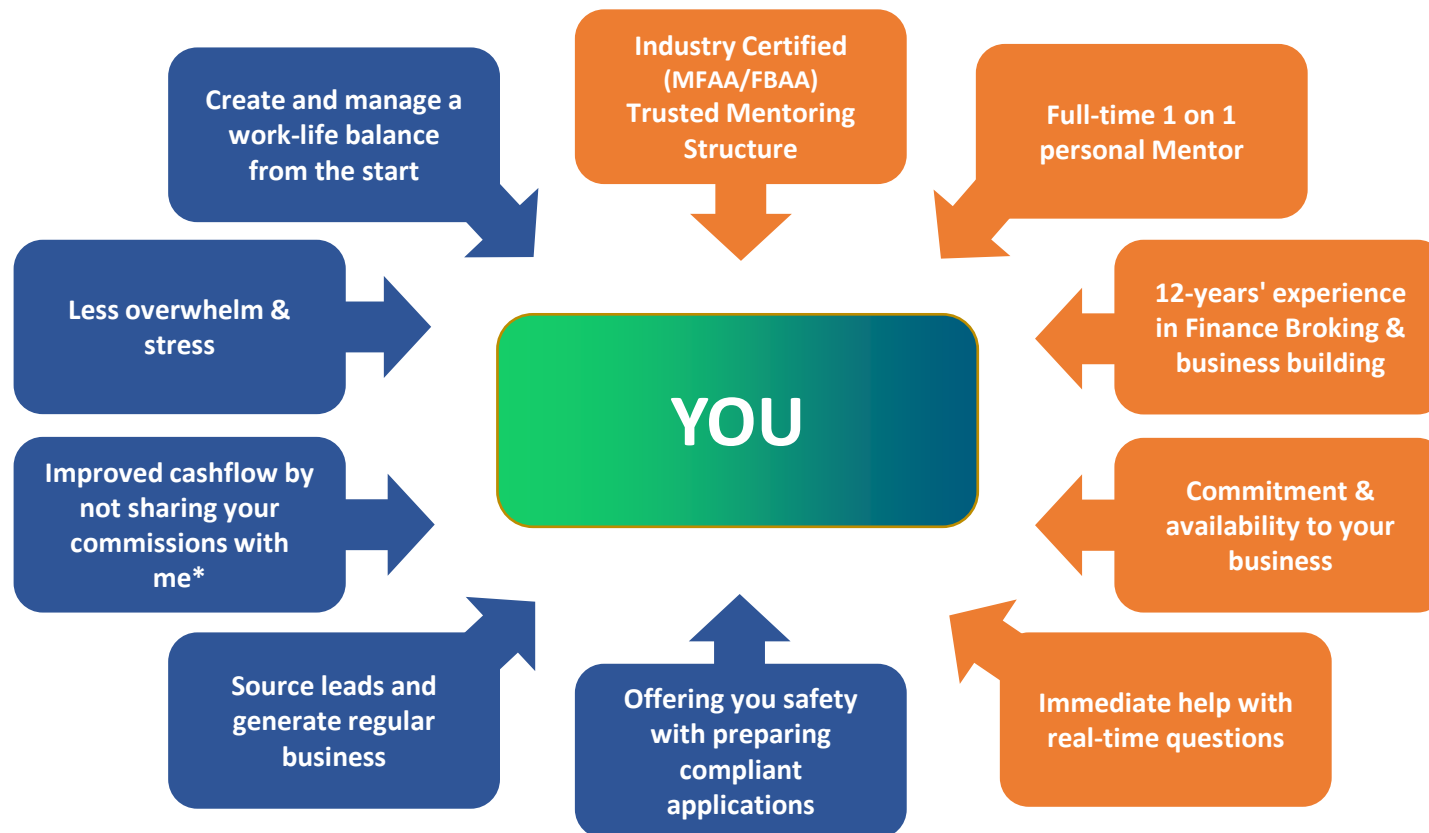 Industry Certified
(MFAA/FBAA)
Trusted Mentoring
Structure
Create and manage a
work-life balance
from the start
Full-time 1 on 1
personal Mentor
Less overwhelm &
stress
12-years' experience
in Finance Broking &
business building
YOU
Improved cashflow by
not sharing your
commissions with
me*
Commitment &
availability to your
business
Source leads and
generate regular
business
Offering you safety
with preparing
compliant
applications
Immediate help with
real-time questions